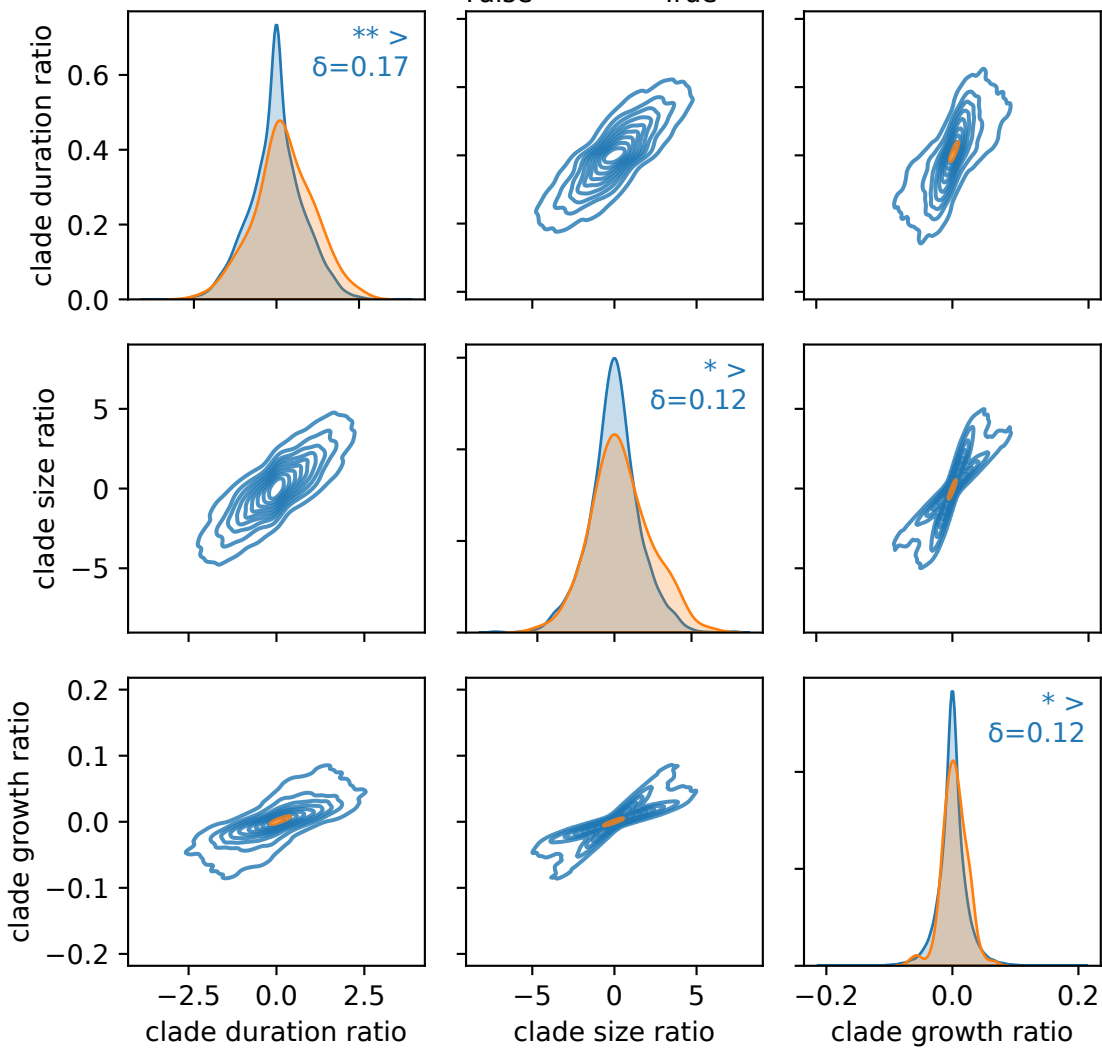 False True
clade duration ratio
0.6
0.4
0.2
0.0
** >
δ=0.17
clade size ratio
5
0
−5
* >
δ=0.12
clade growth ratio
0.2
0.1
0.0
−0.1
−0.2
* >
δ=0.12
−2.5 0.0 2.5
−5 0 5
−0.2 0.0 0.2
clade duration ratio
clade size ratio
clade growth ratio